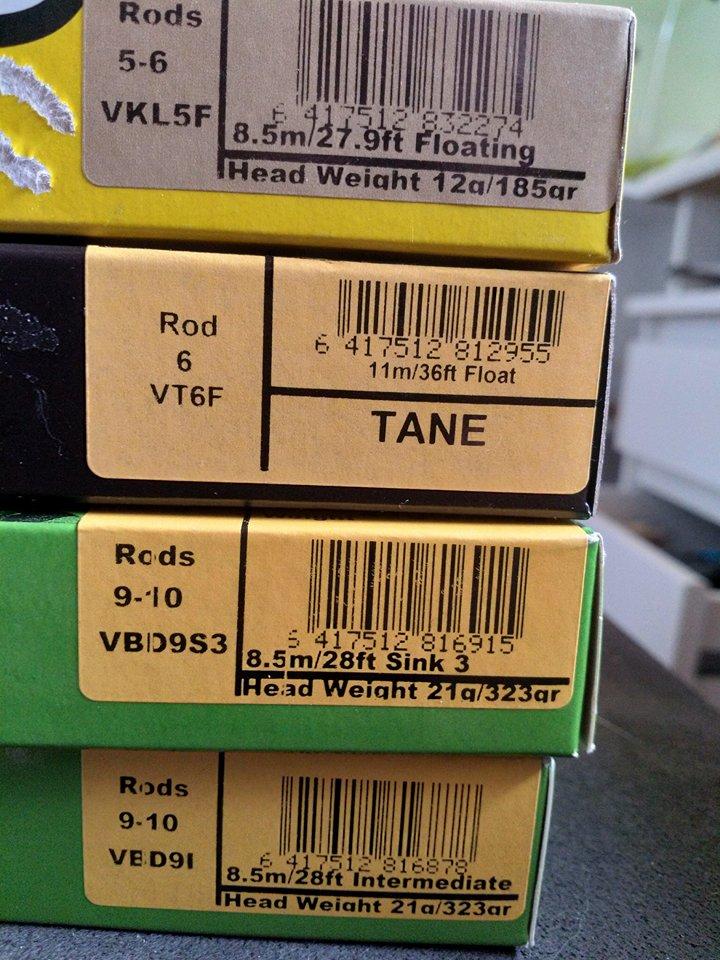 Rods
5-6
VKL5F
6 417512 832274
8.5m/27.9ft Floating
Head Weight 12g/185gr
Rod
6
VT6F
6 417512 812955
11m/36ft Float
TANE
Rods
9-10
VBD9S3
6 417512 816915
8.5m/28ft Sink 3
Head Weight 21g/323gr
Rods
9-10
VBD9I
6 417512 816878
8.5m/28ft Intermediate
Head Weight 21g/323gr